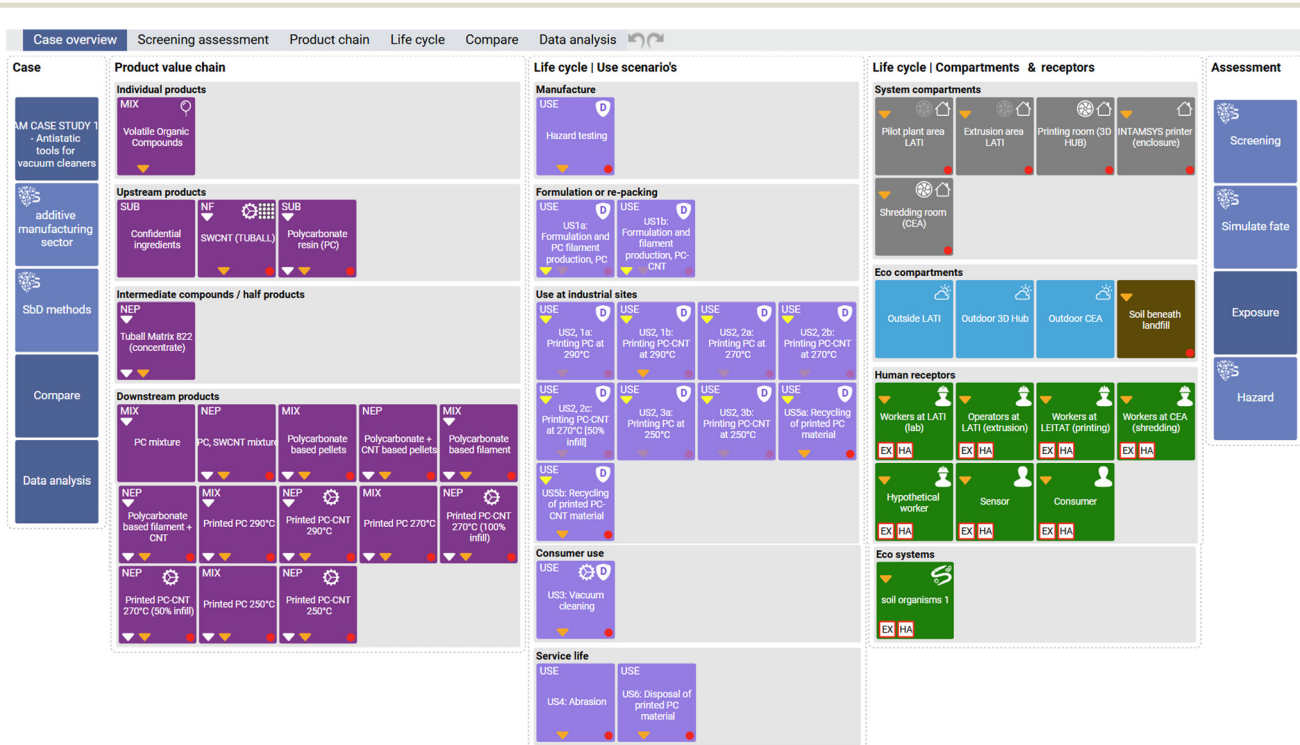 Case overview Screening assessment Product chain Life cycle Compare Data analysis
Case
AM CASE STUDY 1
- Antistatic
tools for
vacuum cleaners
additive
manufacturing
sector
SbD methods
Compare
Data analysis
Product value chain
Individual products
MIX
Volatile Organic
Compounds
Upstream products
SUB
Confidential
ingredients
NF
SWCNT (TUBALL)
SUB
Polycarbonate
resin (PC)
Intermediate compounds / half products
NEP
Tuball Matrix 822
(concentrate)
Downstream products
MIX
PC mixture
NEP
PC, SWCNT mixture
MIX
Polycarbonate
based pellets
NEP
Polycarbonate +
CNT based pellets
MIX
Polycarbonate
based filament
NEP
Polycarbonate
based filament +
CNT
MIX
Printed PC 290°C
NEP
Printed PC-CNT
290°C
MIX
Printed PC 270°C
NEP
Printed PC-CNT
270°C (100%
infill)
NEP
Printed PC-CNT
270°C (50% infill)
MIX
Printed PC 250°C
NEP
Printed PC-CNT
250°C
Life cycle | Use scenario's
Manufacture
USE D
Hazard testing
Formulation or re-packing
USE D
US1a:
Formulation and
PC filament
production, PC
USE D
US1b:
Formulation and
filament
production, PC-
CNT
Use at industrial sites
USE D
US2, 1a:
Printing PC at
290°C
USE D
US2, 1b:
Printing PC-CNT
at 290°C
USE D
US2, 2a:
Printing PC at
270°C
USE D
US2, 2b:
Printing PC-CNT
at 270°C
USE D
US2, 2c:
Printing PC-CNT
at 270°C [50%
infill]
USE D
US2, 3a:
Printing PC at
250°C
USE D
US2, 3b:
Printing PC-CNT
at 250°C
USE D
US5a: Recycling
of printed PC
material
USE D
US5b: Recycling
of printed PC-
CNT material
Consumer use
USE D
US3: Vacuum
cleaning
Service life
USE
US4: Abrasion
USE
US6: Disposal of
printed PC
material
Life cycle | Compartments & receptors
System compartments
Pilot plant area
LATI
Extrusion area
LATI
Printing room (3D
HUB)
INTAMSYS printer
(enclosure)
Shredding room
(CEA)
Eco compartments
Outside LATI
Outdoor 3D Hub
Outdoor CEA
Soil beneath
landfill
Human receptors
Workers at LATI
(lab)
EX HA
Operators at
LATI (extrusion)
EX HA
Workers at
LEITAT (printing)
EX HA
Workers at CEA
(shredding)
EX HA
Hypothetical
worker
EX HA
Sensor
EX HA
Consumer
EX HA
Eco systems
soil organisms 1
EX HA
Assessment
Screening
Simulate fate
Exposure
Hazard